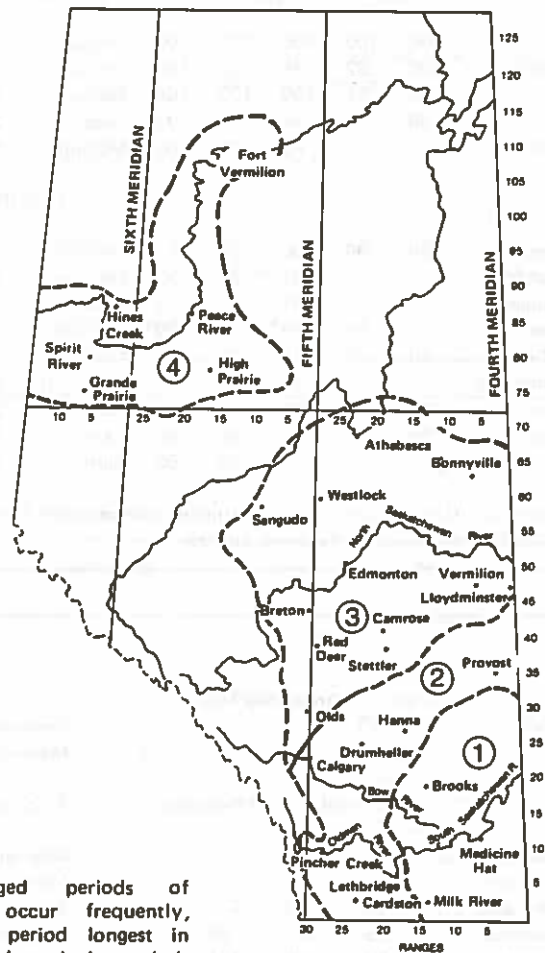 125
120
115
110
105
100
95
90
85
80
75
70
65
60
55
50
45
40
35
30
25
20
15
10
5
SIXTH MERIDIAN
FIFTH MERIDIAN
FOURTH MERIDIAN
Fort
Vermilion
Hines
Creek
Peace
River
Spirit
River
4
High
Prairie
Grande
Prairie
10 5 25 20 15 10 5 25 20 15 10 5
Athabasca
Bonnyville
Westlock
Sangudo
North Saskatchewan River
Edmonton
Vermilion
Lloydminster
Breton
3
Camrose
Red
Deer
Stettler
2
Provost
Olds
Hanna
1
Drumheller
Calgary
Brooks
Bow River
South Saskatchewan R.
Oldman River
Pincher Creek
Medicine
Hat
Lethbridge
Cardston
Milk River
30 25 20 15 10 5
RANGES
ged periods of
occur frequently,
period longest in